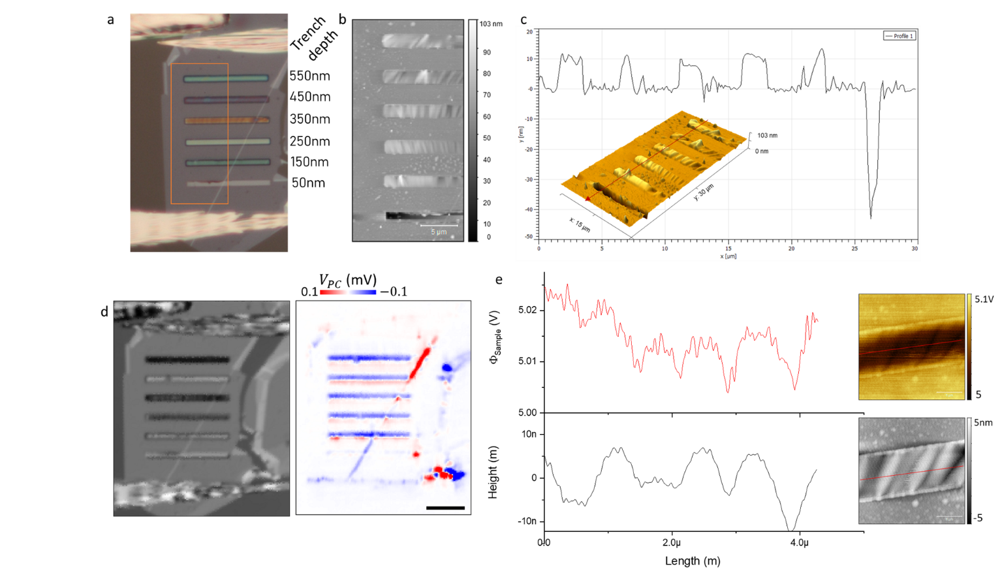 a
Trench
depth
550nm
450nm
350nm
250nm
150nm
50nm
b
103 nm
90
80
70
60
50
40
30
20
10
0
5 μm
c
Profile 1
20
10
-0
-10
-20
-30
-40
-50
y [nm]
0
5
10
15
20
25
30
x [μm]
103 nm
0 nm
y: 30 μm
x: 15 μm
d
V_PC (mV)
0.1
−0.1
e
Φ_Sample (V)
5.02
5.01
5.00
5.1V
5
Height (m)
10n
0
-10n
5nm
-5
0.0
2.0μ
4.0μ
Length (m)